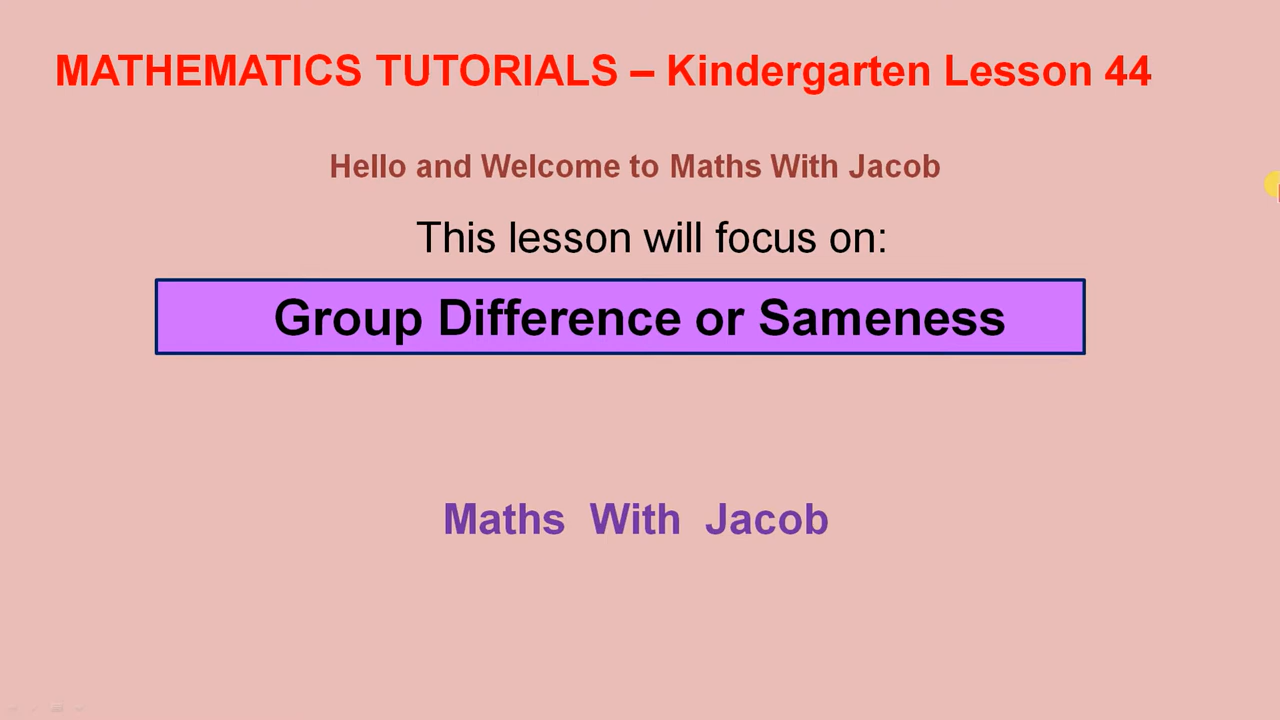 MATHEMATICS TUTORIALS – Kindergarten Lesson 44
Hello and Welcome to Maths With Jacob
This lesson will focus on:
Group Difference or Sameness
Maths With Jacob